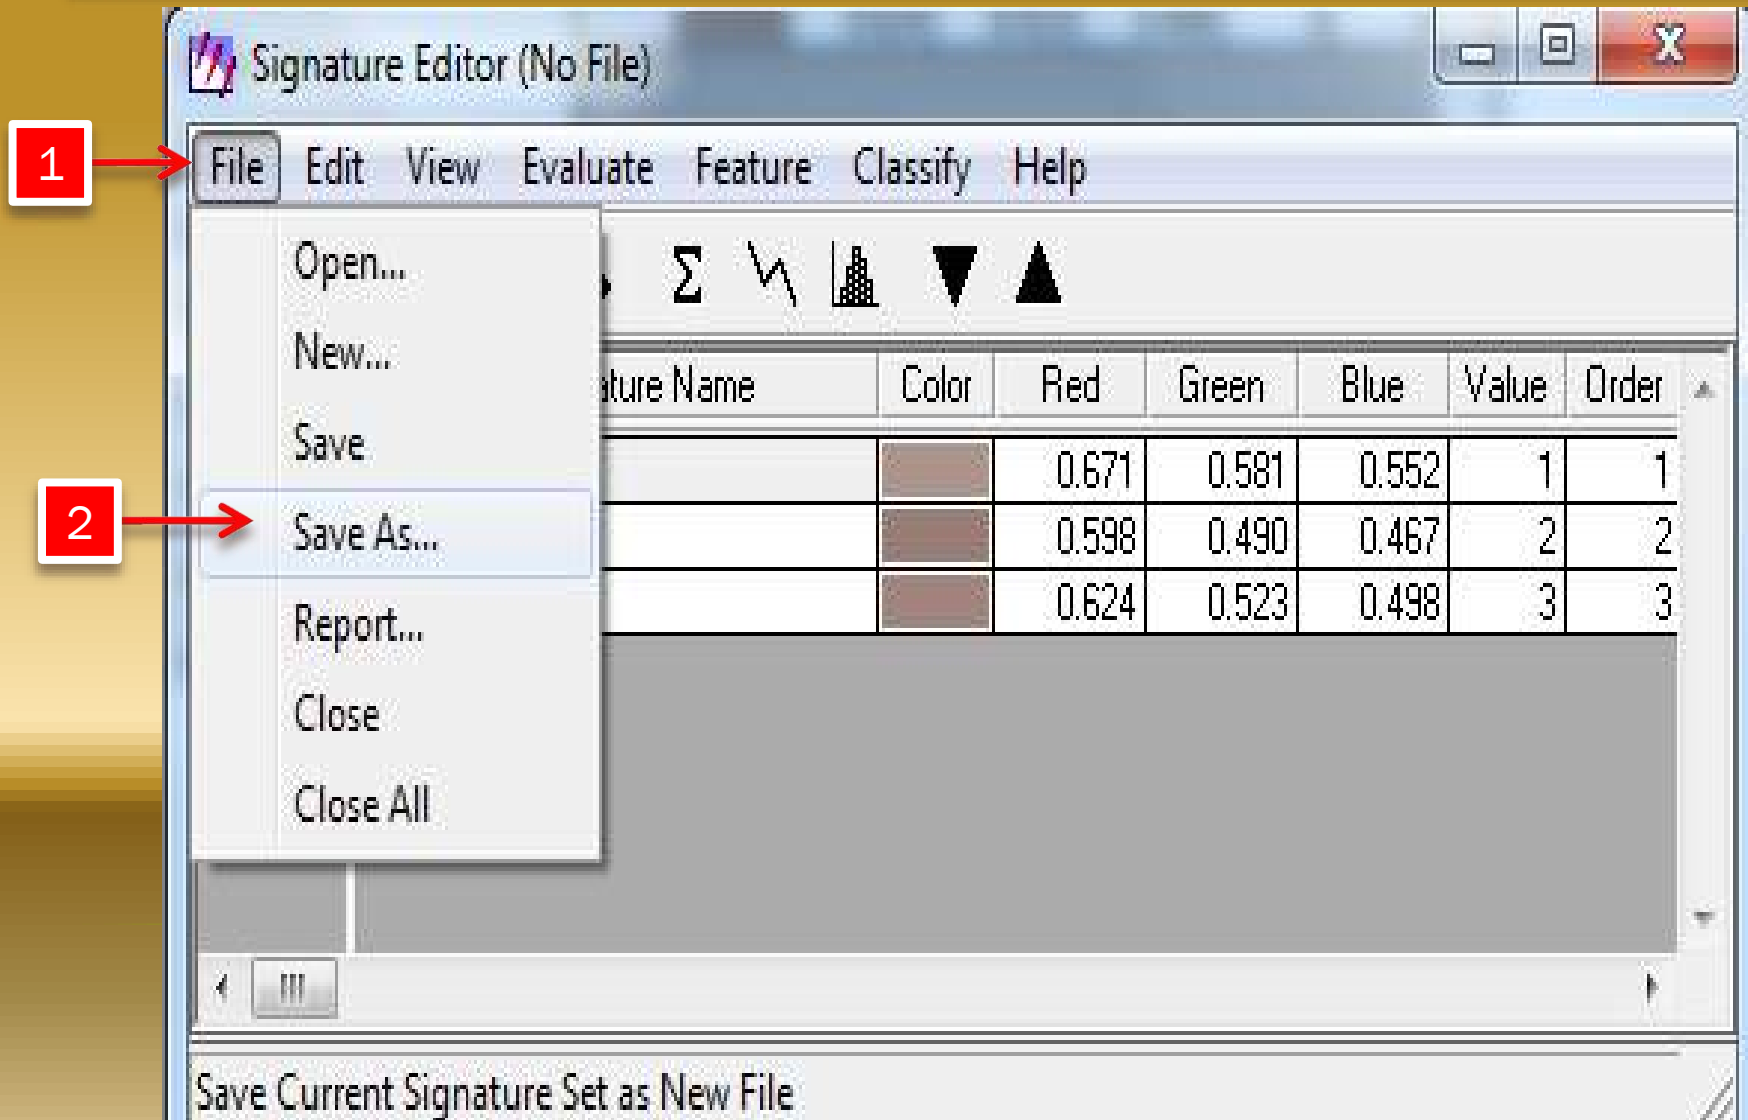 Signature Editor (No File)
1
File Edit View Evaluate Feature Classify Help
Open...
New...
Save
2
Save As...
Report...
Close
Close All
Σ
ature Name Color Red Green Blue Value Order
0.671 0.581 0.552 1 1
0.598 0.490 0.467 2 2
0.624 0.523 0.498 3 3
Save Current Signature Set as New File